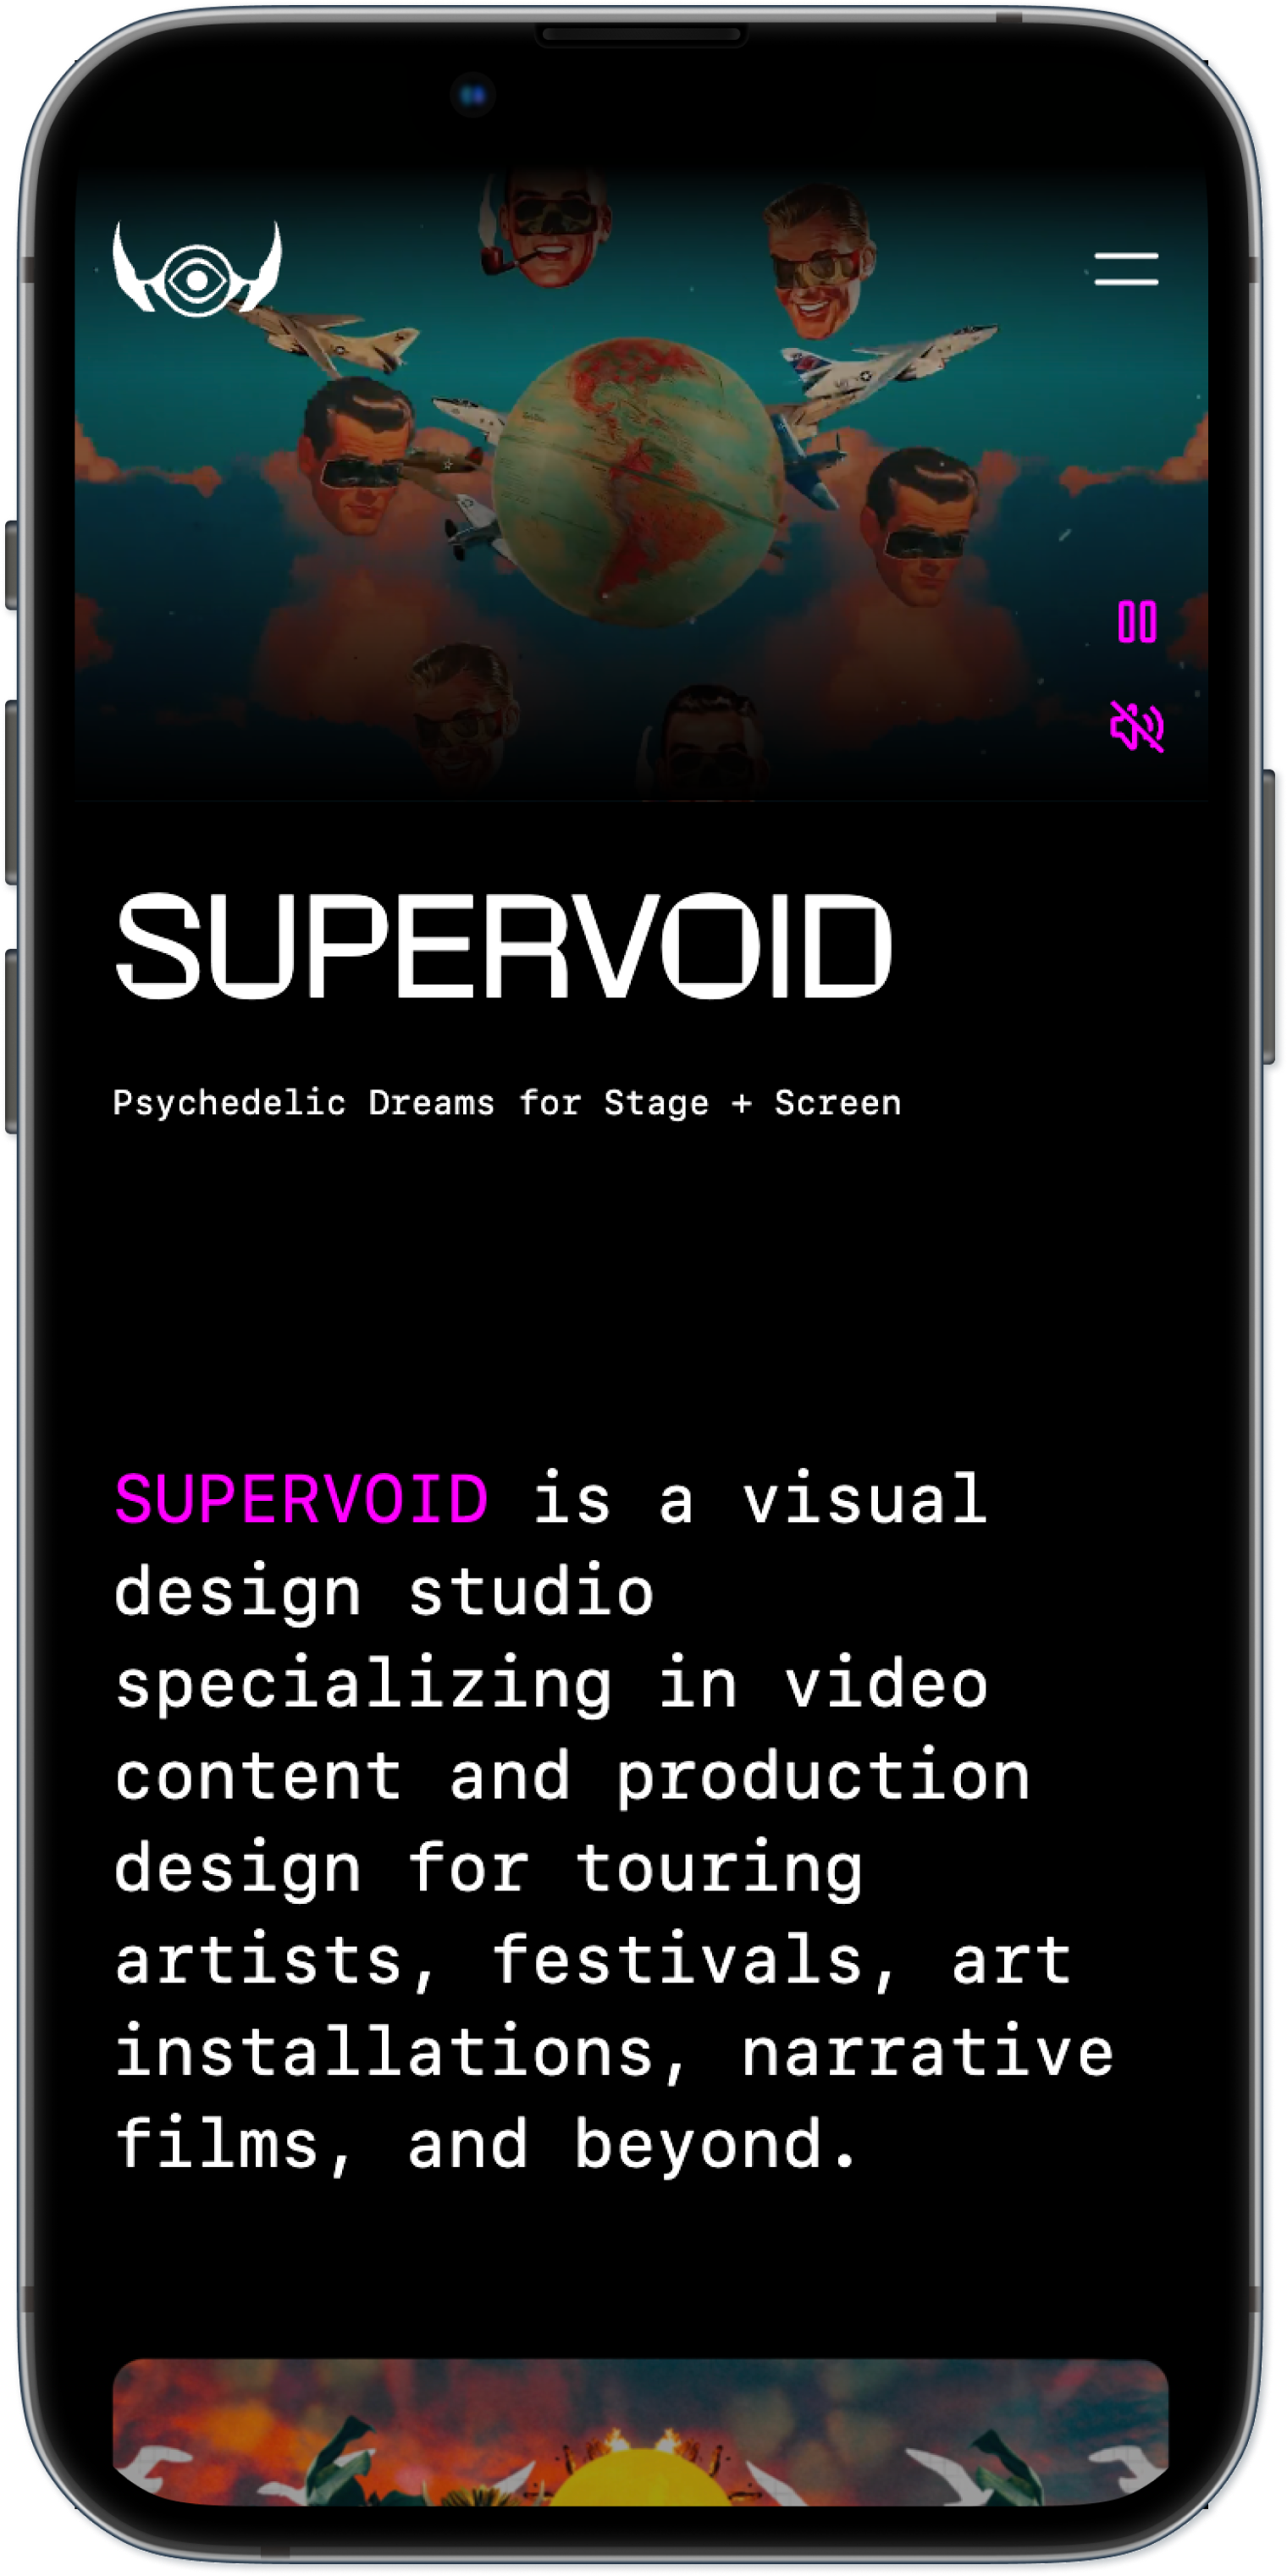 SUPERVOID
Psychedelic Dreams for Stage + Screen
SUPERVOID is a visual
design studio
specializing in video
content and production
design for touring
artists, festivals, art
installations, narrative
films, and beyond.